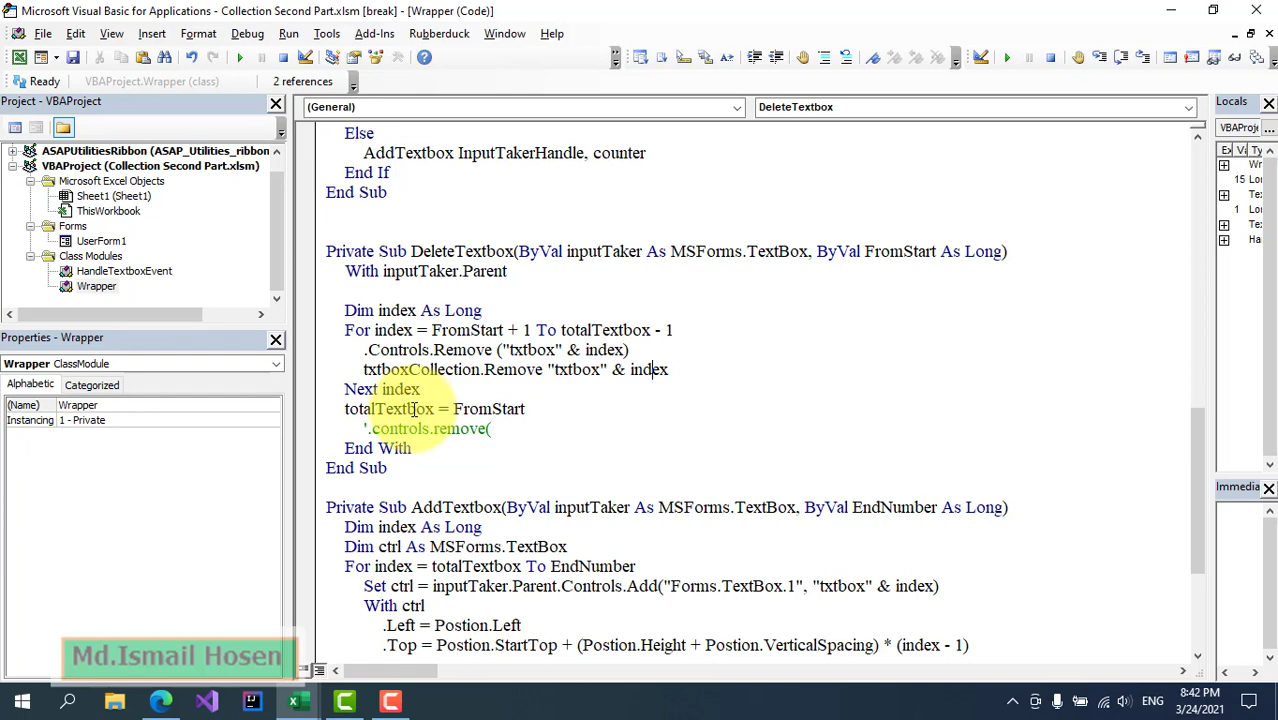 Microsoft Visual Basic for Applications - Collection Second Part.xlsm [break] - [Wrapper (Code)]
File Edit View Insert Format Debug Run Tools Add-Ins Rubberduck Window Help
Ready VBAProject.Wrapper (class) 2 references
Project - VBAProject
ASAPUtilitiesRibbon (ASAP_Utilities_ribbon
VBAProject (Collection Second Part.xlsm)
Microsoft Excel Objects
Sheet1 (Sheet1)
ThisWorkbook
Forms
UserForm1
Class Modules
HandleTextboxEvent
Wrapper
Properties - Wrapper
Wrapper ClassModule
Alphabetic Categorized
(Name) Wrapper
Instancing 1 - Private
(General) DeleteTextbox
Else
AddTextbox InputTakerHandle, counter
End If
End Sub
Private Sub DeleteTextbox(ByVal inputTaker As MSForms.TextBox, ByVal FromStart As Long)
With inputTaker.Parent
Dim index As Long
For index = FromStart + 1 To totalTextbox - 1
.Controls.Remove ("txtbox" & index)
txtboxCollection.Remove "txtbox" & index
Next index
totalTextbox = FromStart
'.controls.remove(
End With
End Sub
Private Sub AddTextbox(ByVal inputTaker As MSForms.TextBox, ByVal EndNumber As Long)
Dim index As Long
Dim ctrl As MSForms.TextBox
For index = totalTextbox To EndNumber
Set ctrl = inputTaker.Parent.Controls.Add("Forms.TextBox.1", "txtbox" & index)
With ctrl
.Left = Postion.Left
.Top = Postion.StartTop + (Postion.Height + Postion.VerticalSpacing) * (index - 1)
Locals
VBAProje ...
Immedia
Md.Ismail Hosen
ENG
8:42 PM
3/24/2021